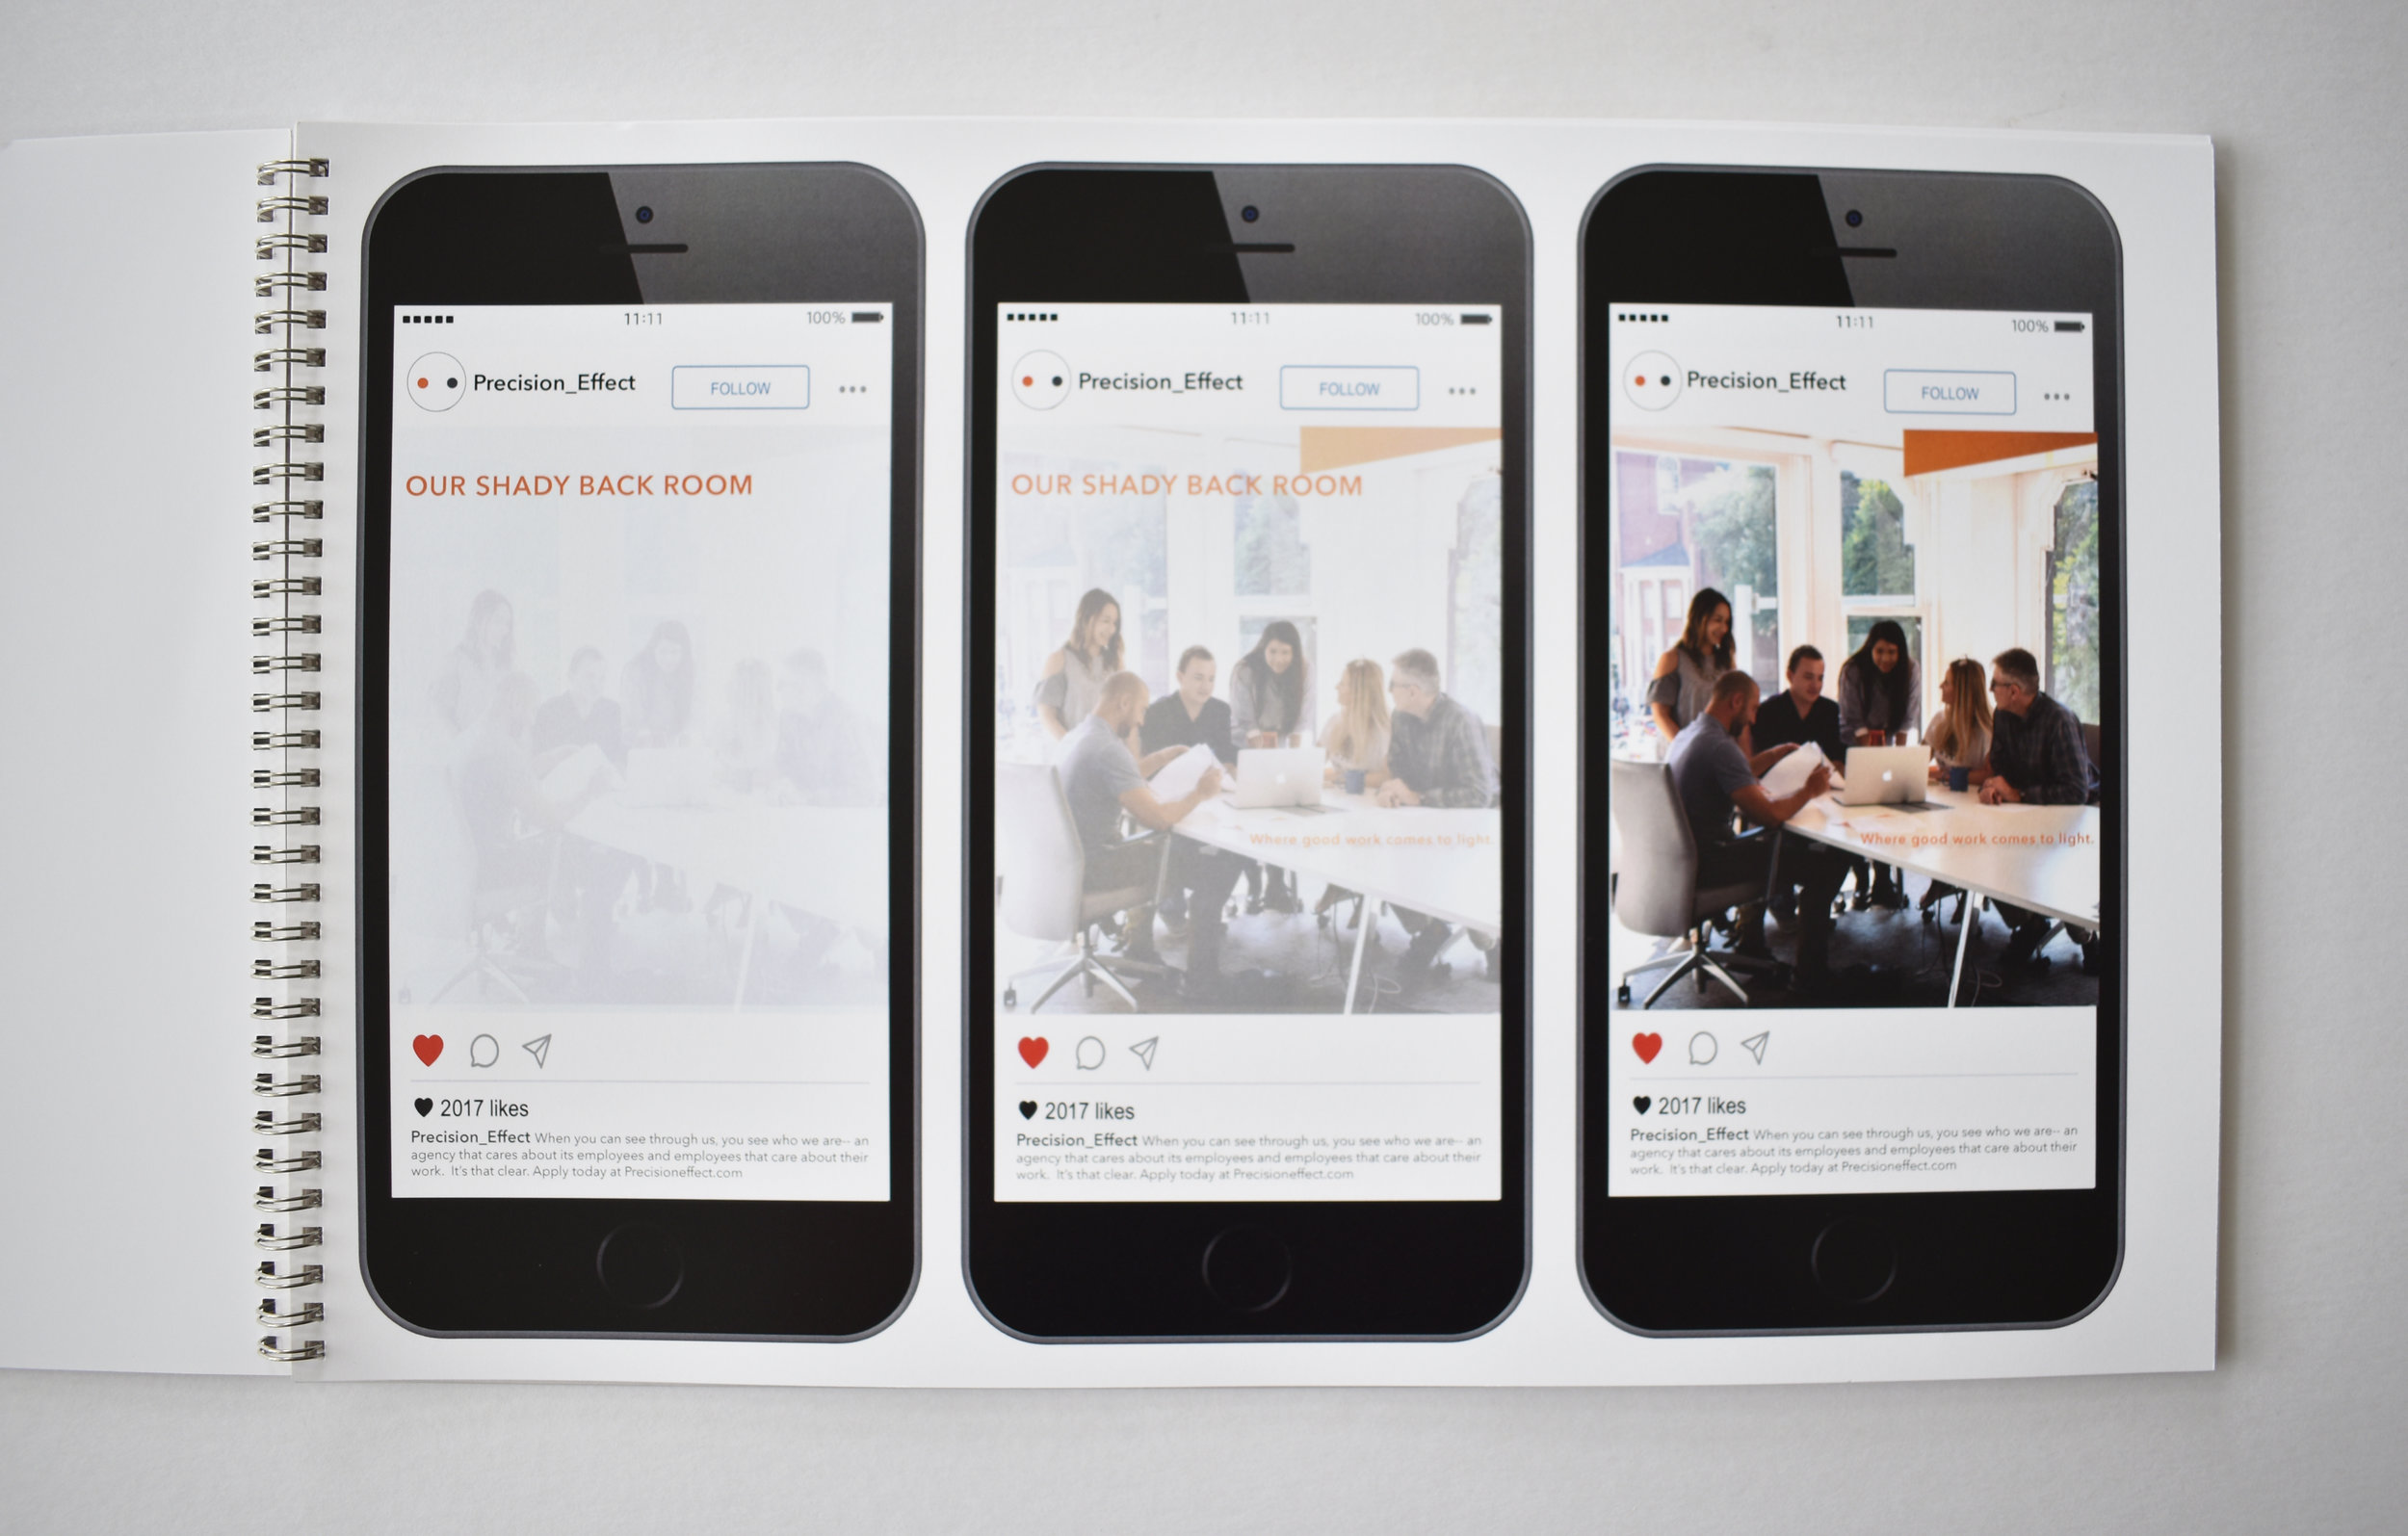 11:11
100%
Precision_Effect
FOLLOW
OUR SHADY BACK ROOM
2017 likes
Precision_Effect When you can see through us, you see who we are-- an
agency that cares about its employees and employees that care about their
work. It's that clear. Apply today at Precisioneffect.com
11:11
100%
Precision_Effect
FOLLOW
OUR SHADY BACK ROOM
Where good work comes to light.
2017 likes
Precision_Effect When you can see through us, you see who we are-- an
agency that cares about its employees and employees that care about their
work. It's that clear. Apply today at Precisioneffect.com
11:11
100%
Precision_Effect
FOLLOW
Where good work comes to light.
2017 likes
Precision_Effect When you can see through us, you see who we are-- an
agency that cares about its employees and employees that care about their
work. It's that clear. Apply today at Precisioneffect.com